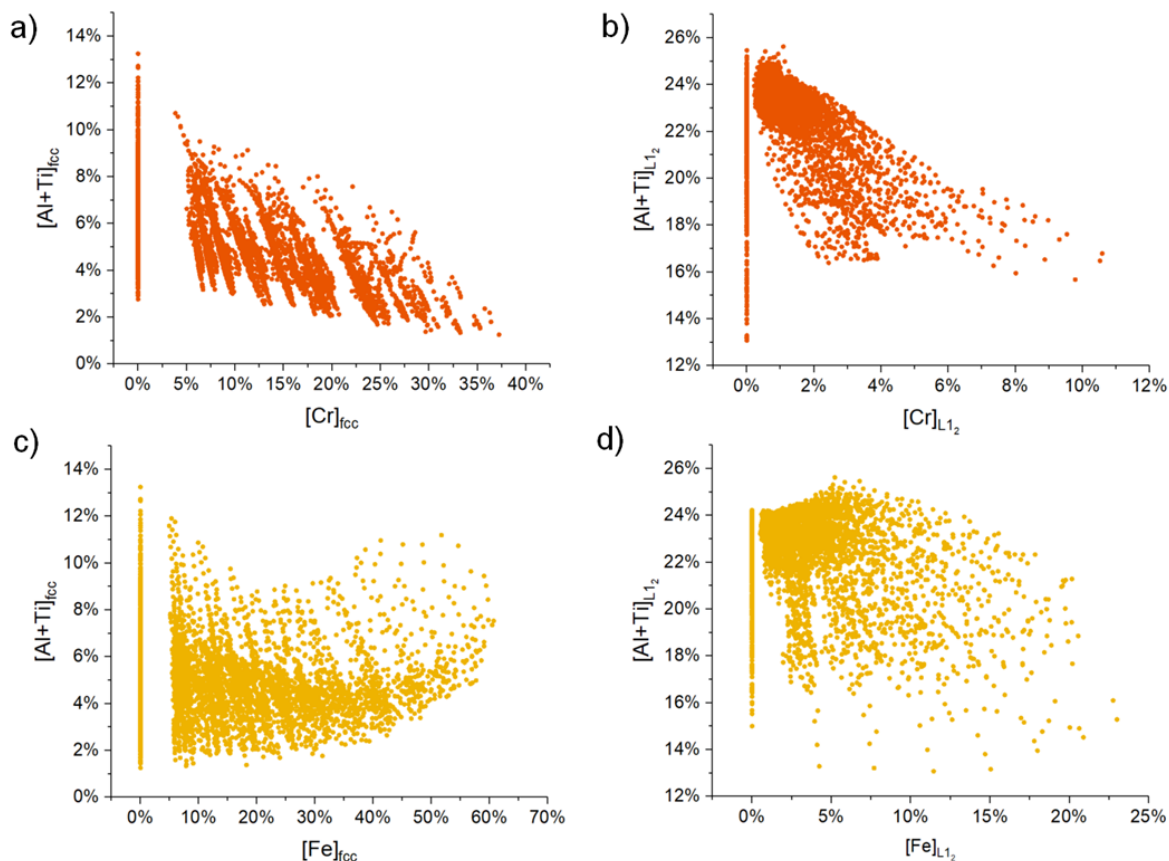 a)
14%
12%
10%
8%
6%
4%
2%
0%
[Al+Ti]fcc
0% 5% 10% 15% 20% 25% 30% 35% 40%
[Cr]fcc
b)
26%
24%
22%
20%
18%
16%
14%
12%
[Al+Ti]L12
0% 2% 4% 6% 8% 10% 12%
[Cr]L12
c)
14%
12%
10%
8%
6%
4%
2%
0%
[Al+Ti]fcc
0% 10% 20% 30% 40% 50% 60% 70%
[Fe]fcc
d)
26%
24%
22%
20%
18%
16%
14%
12%
[Al+Ti]L12
0% 5% 10% 15% 20% 25%
[Fe]L12